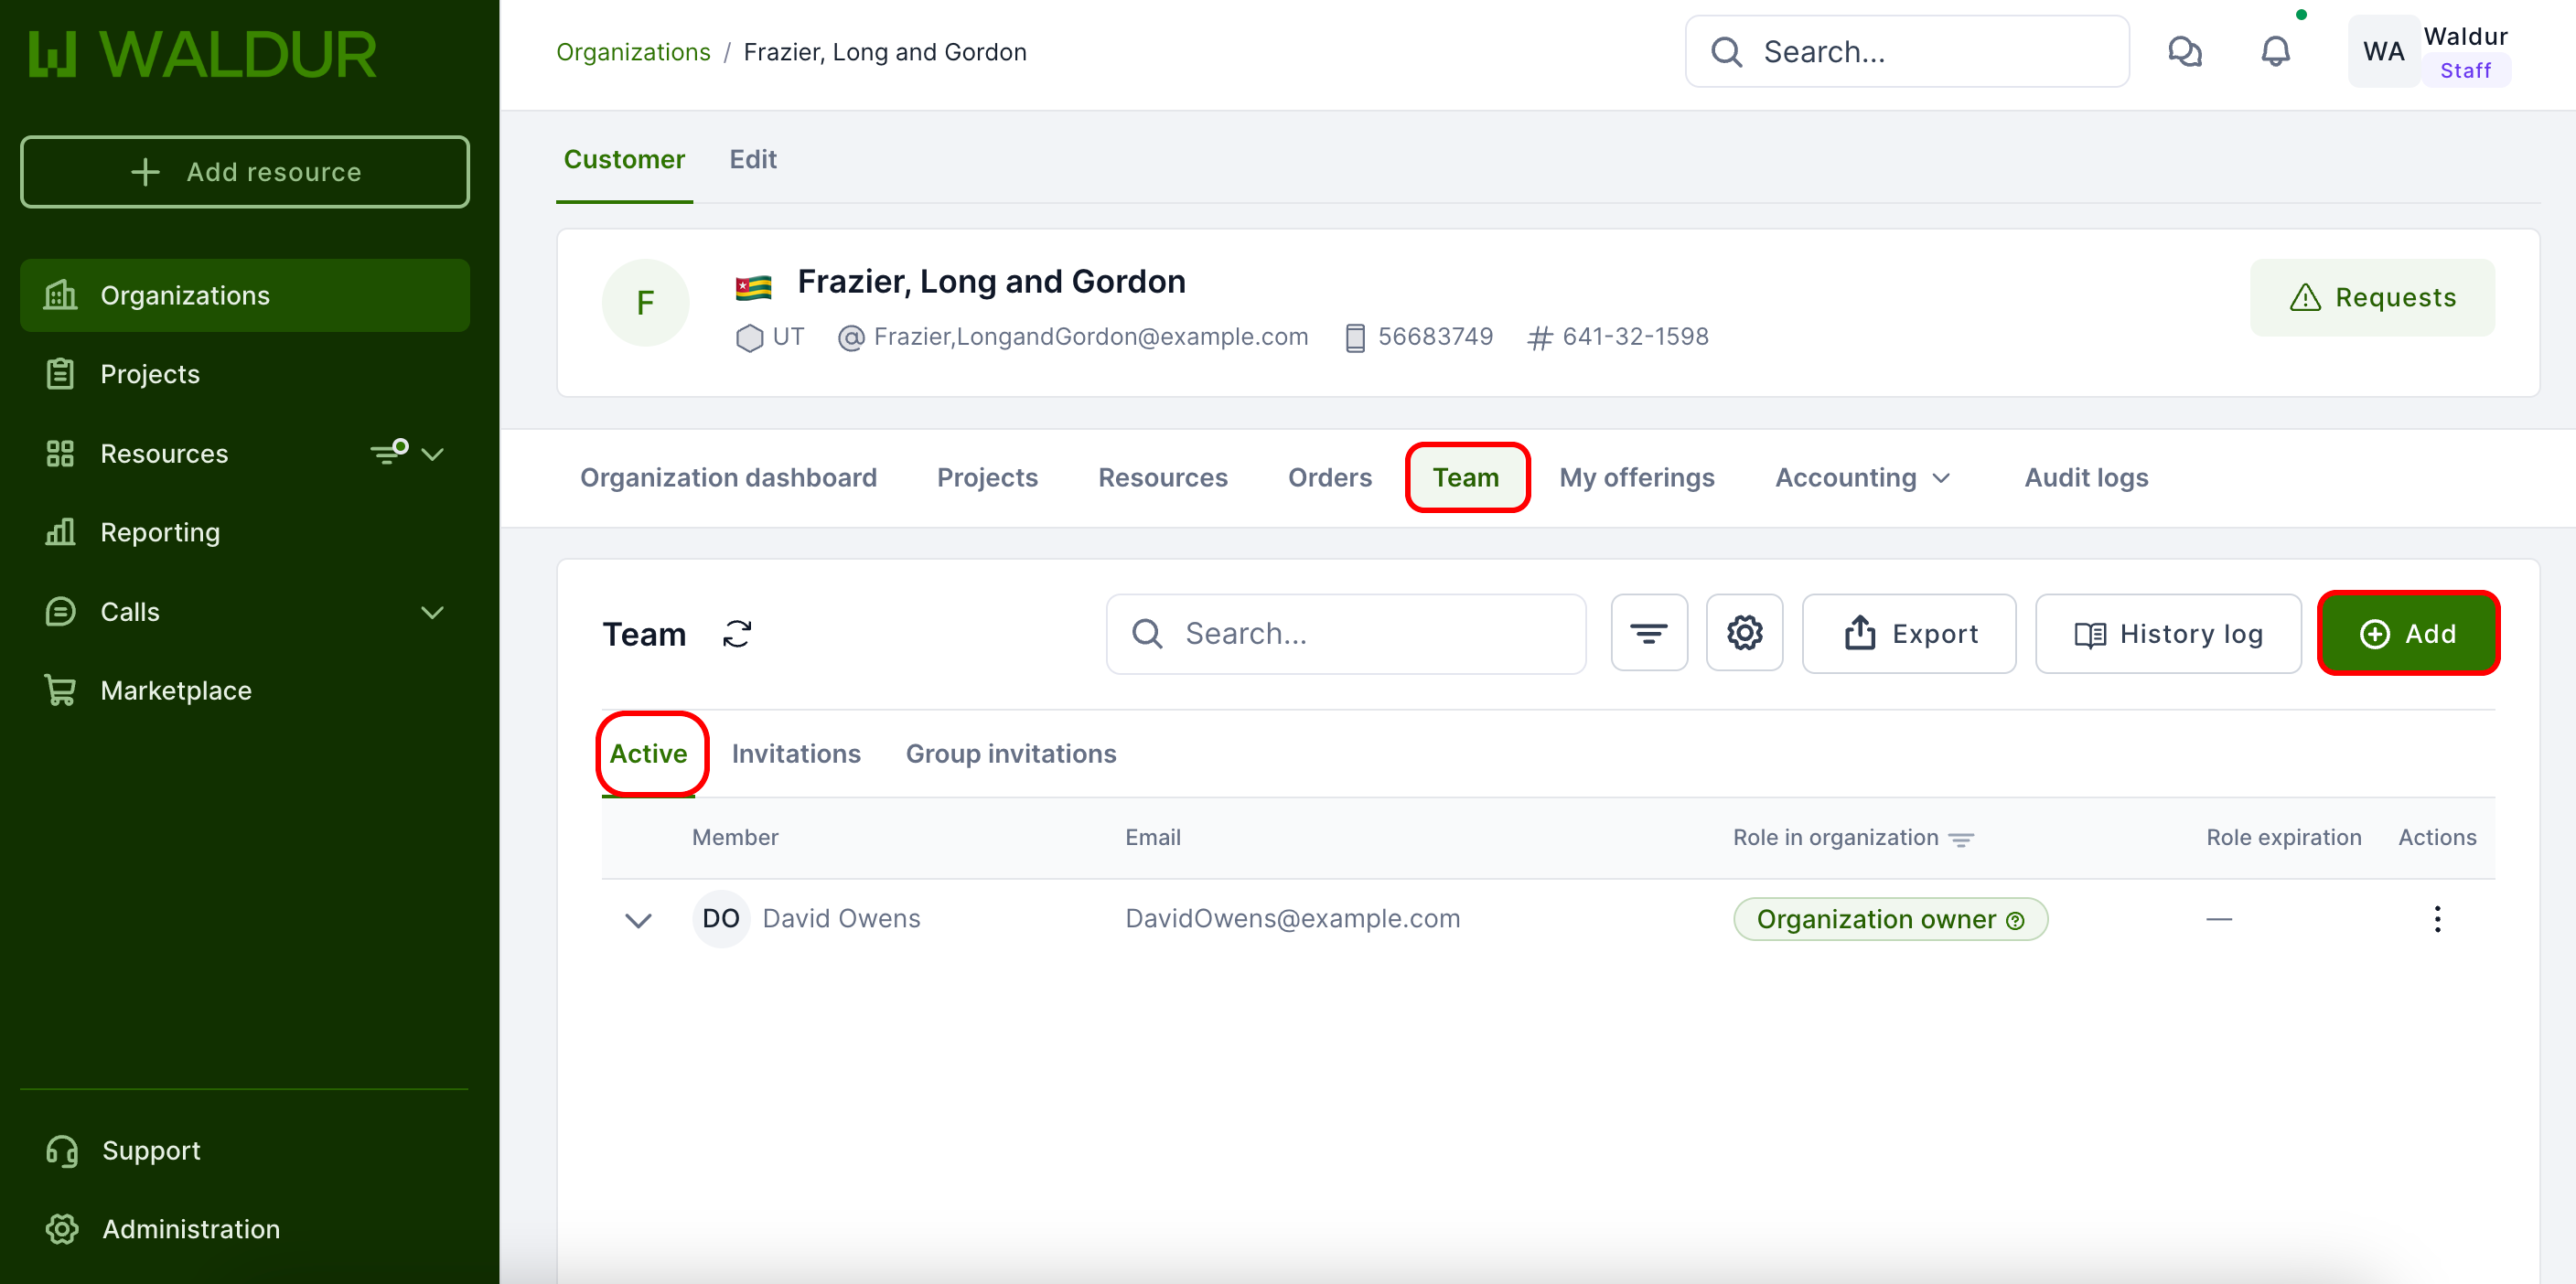 WALDUR
Add resource
Organizations
Projects
Resources
Reporting
Calls
Marketplace
Support
Administration
Organizations / Frazier, Long and Gordon
Search...
WA
Waldur
Staff
Customer
Edit
F
Frazier, Long and Gordon
UT
Frazier,LongandGordon@example.com
56683749
641-32-1598
Requests
Organization dashboard
Projects
Resources
Orders
Team
My offerings
Accounting
Audit logs
Team
Search...
Export
History log
Add
Active
Invitations
Group invitations
Member
Email
Role in organization
Role expiration
Actions
DO
David Owens
DavidOwens@example.com
Organization owner
—